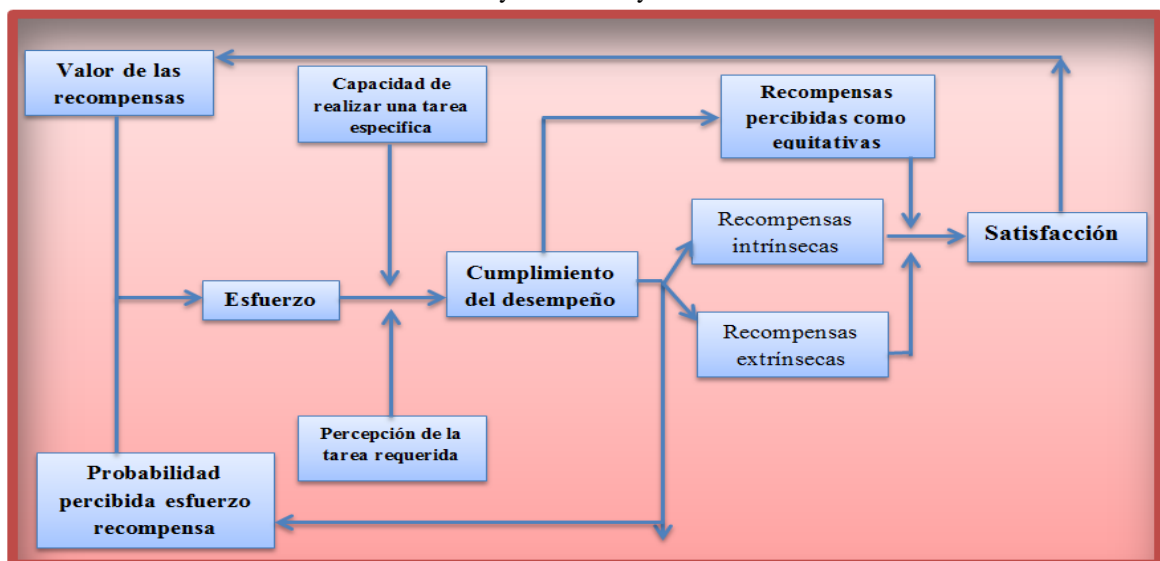 Valor de las
recompensas
Capacidad de
realizar una tarea
especifica
Recompensas
percibidas como
equitativas
Recompensas
intrínsecas
Satisfacción
Esfuerzo
Cumplimiento
del desempeño
Recompensas
extrínsecas
Percepción de la
tarea requerida
Probabilidad
percibida esfuerzo
recompensa